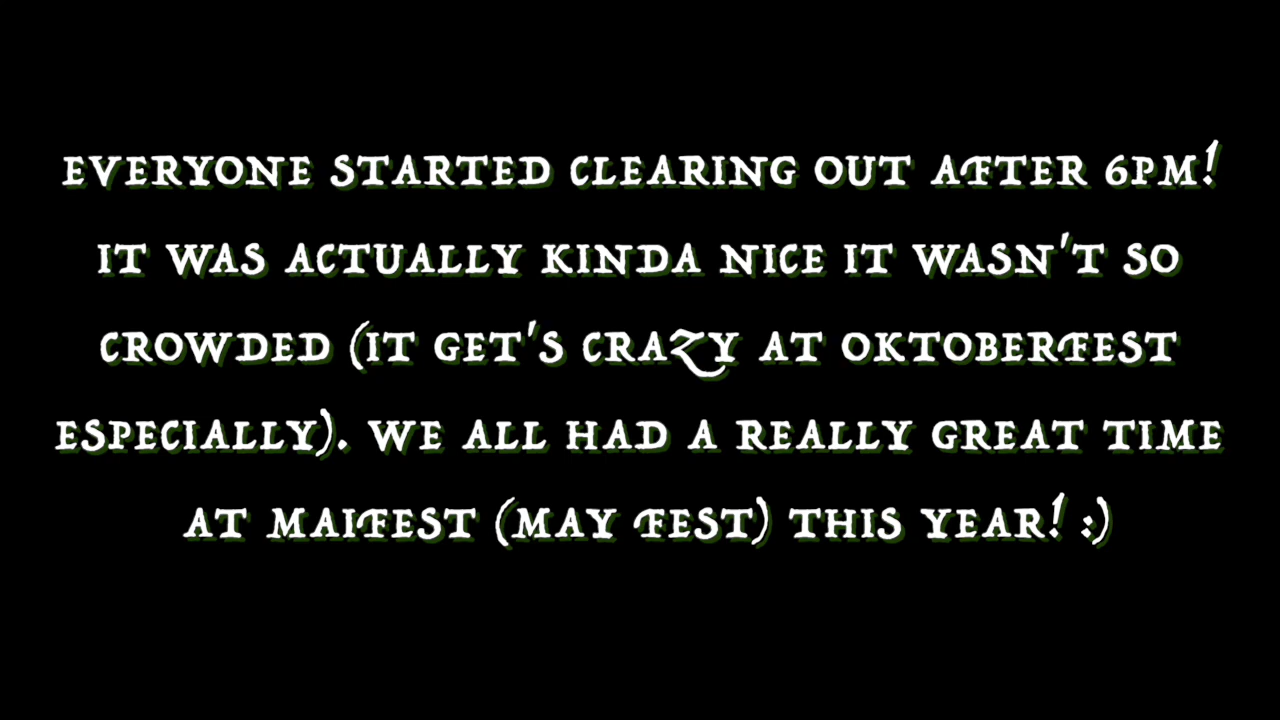 EVERYONE STARTED CLEARING OUT AFTER 6PM!
IT WAS ACTUALLY KINDA NICE IT WASN'T SO
CROWDED (IT GET'S CRAZY AT OKTOBERFEST
ESPECIALLY). WE ALL HAD A REALLY GREAT TIME
AT MAIFEST (MAY FEST) THIS YEAR! :)